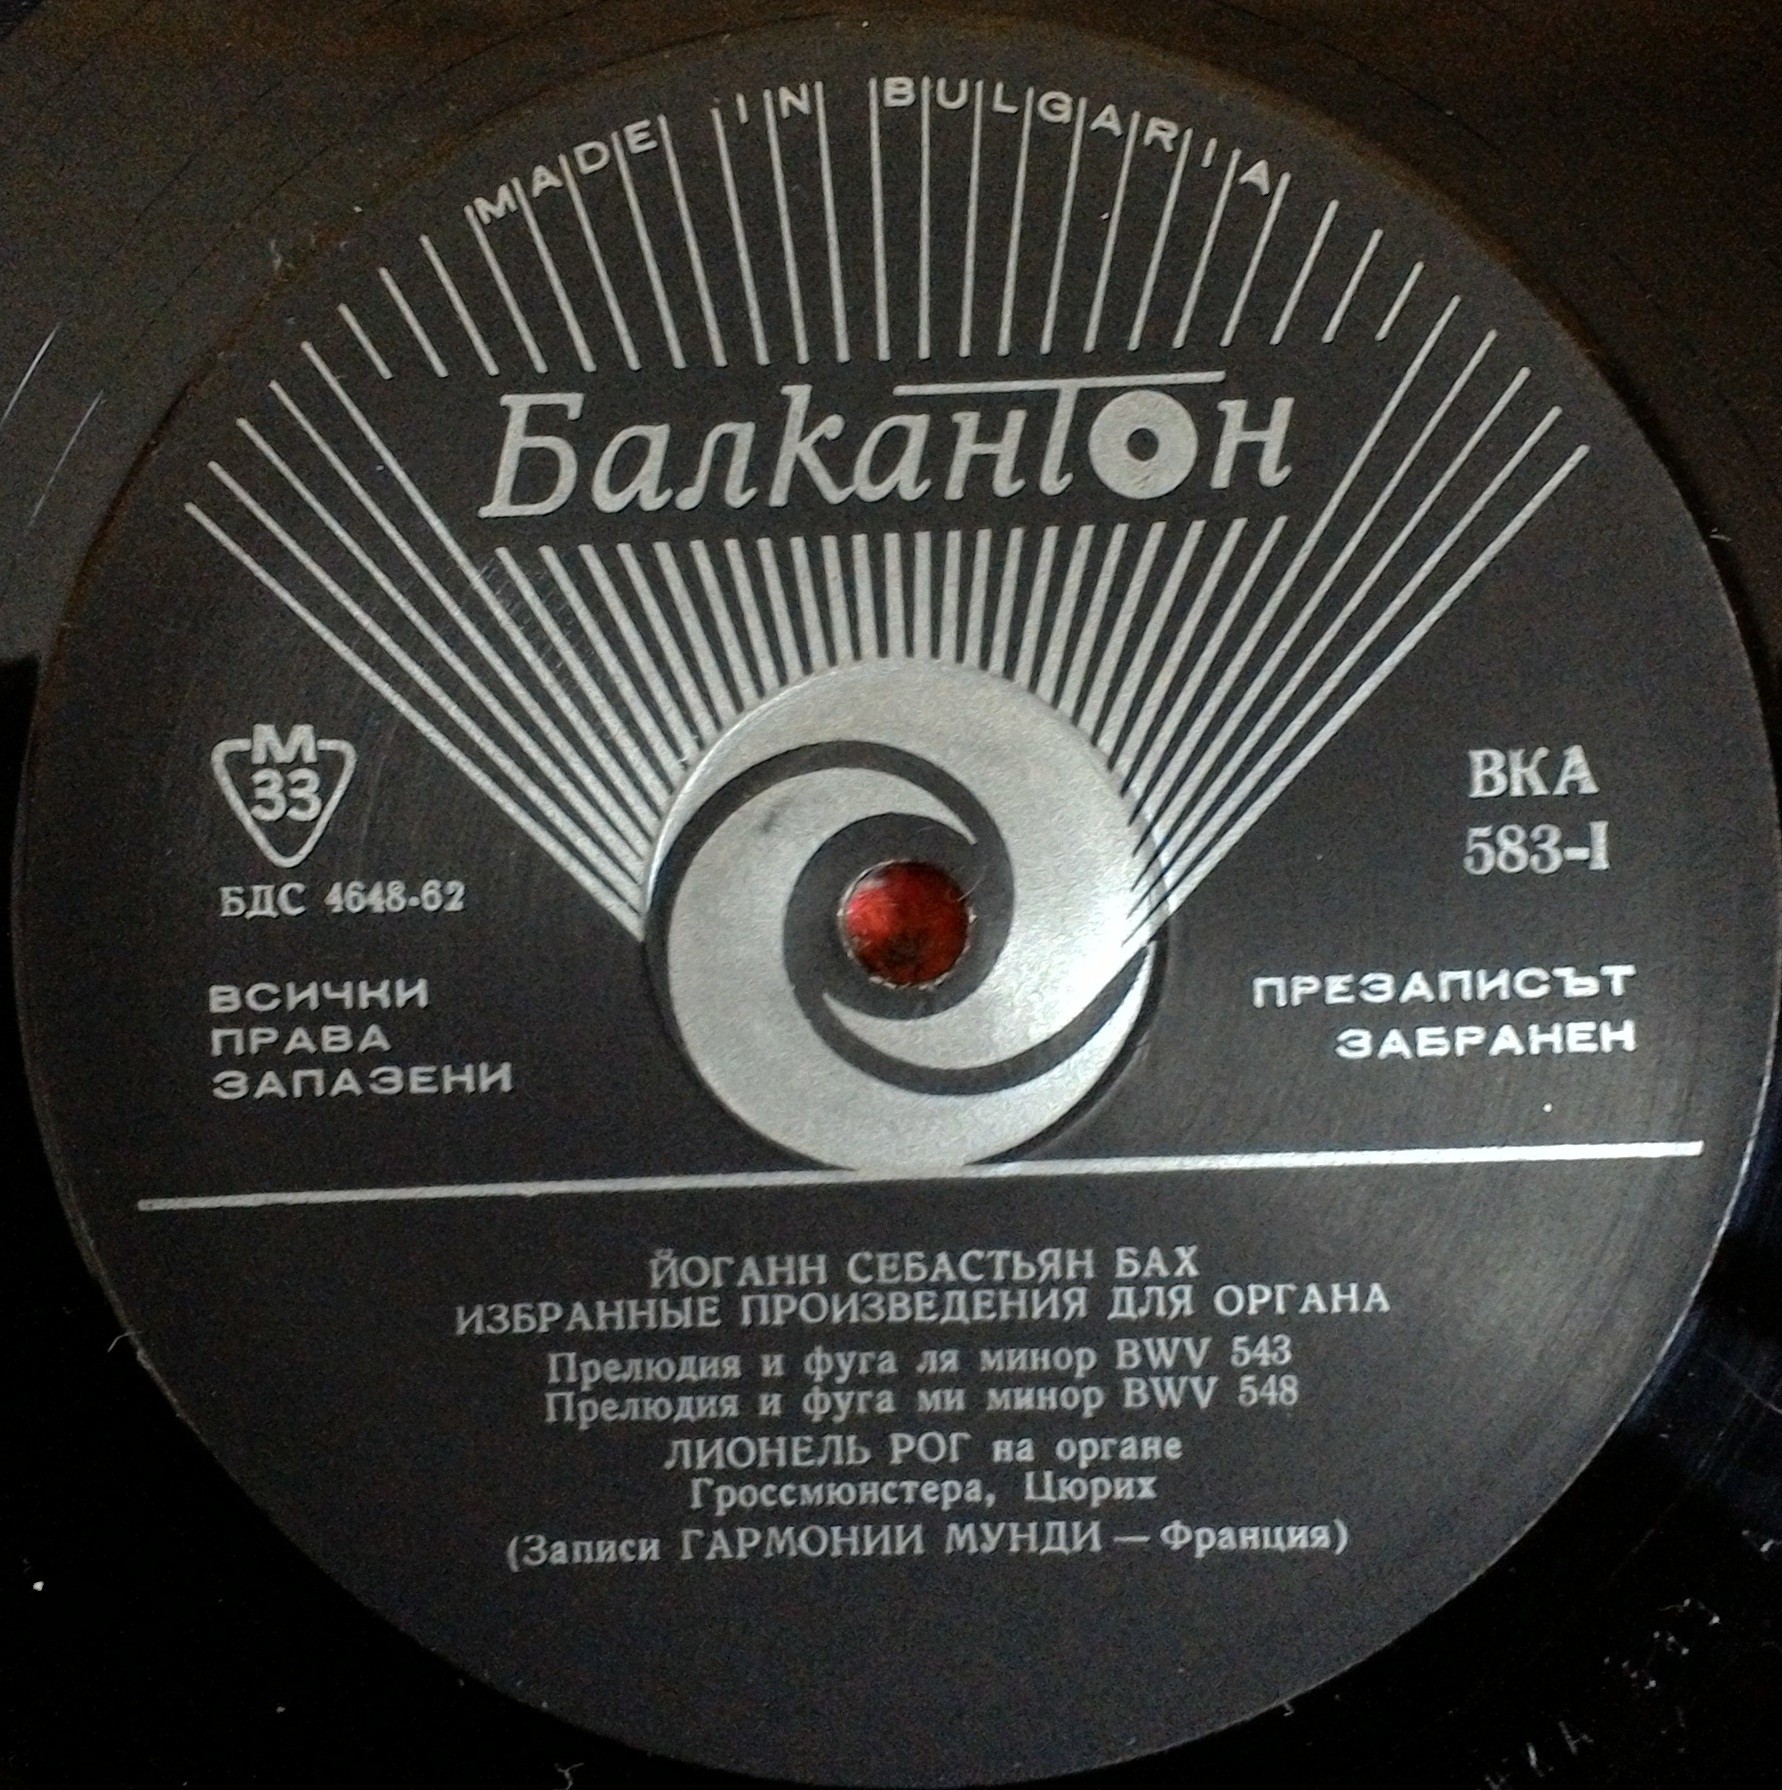 MADE IN BULGARIA
Балкантон
М
33
БДС 4648-62
ВСИЧКИ
ПРАВА
ЗАПАЗЕНИ
ВКА
583-I
ПРЕЗАПИСЪТ
ЗАБРАНЕН
ЙОГАНН СЕБАСТЬЯН БАХ
ИЗБРАННЫЕ ПРОИЗВЕДЕНИЯ ДЛЯ ОРГАНА
Прелюдия и фуга ля минор BWV 543
Прелюдия и фуга ми минор BWV 548
ЛИОНЕЛЬ РОГ на органе
Гроссмюнстера, Цюрих
(Записи ГАРМОНИИ МУНДИ — Франция)